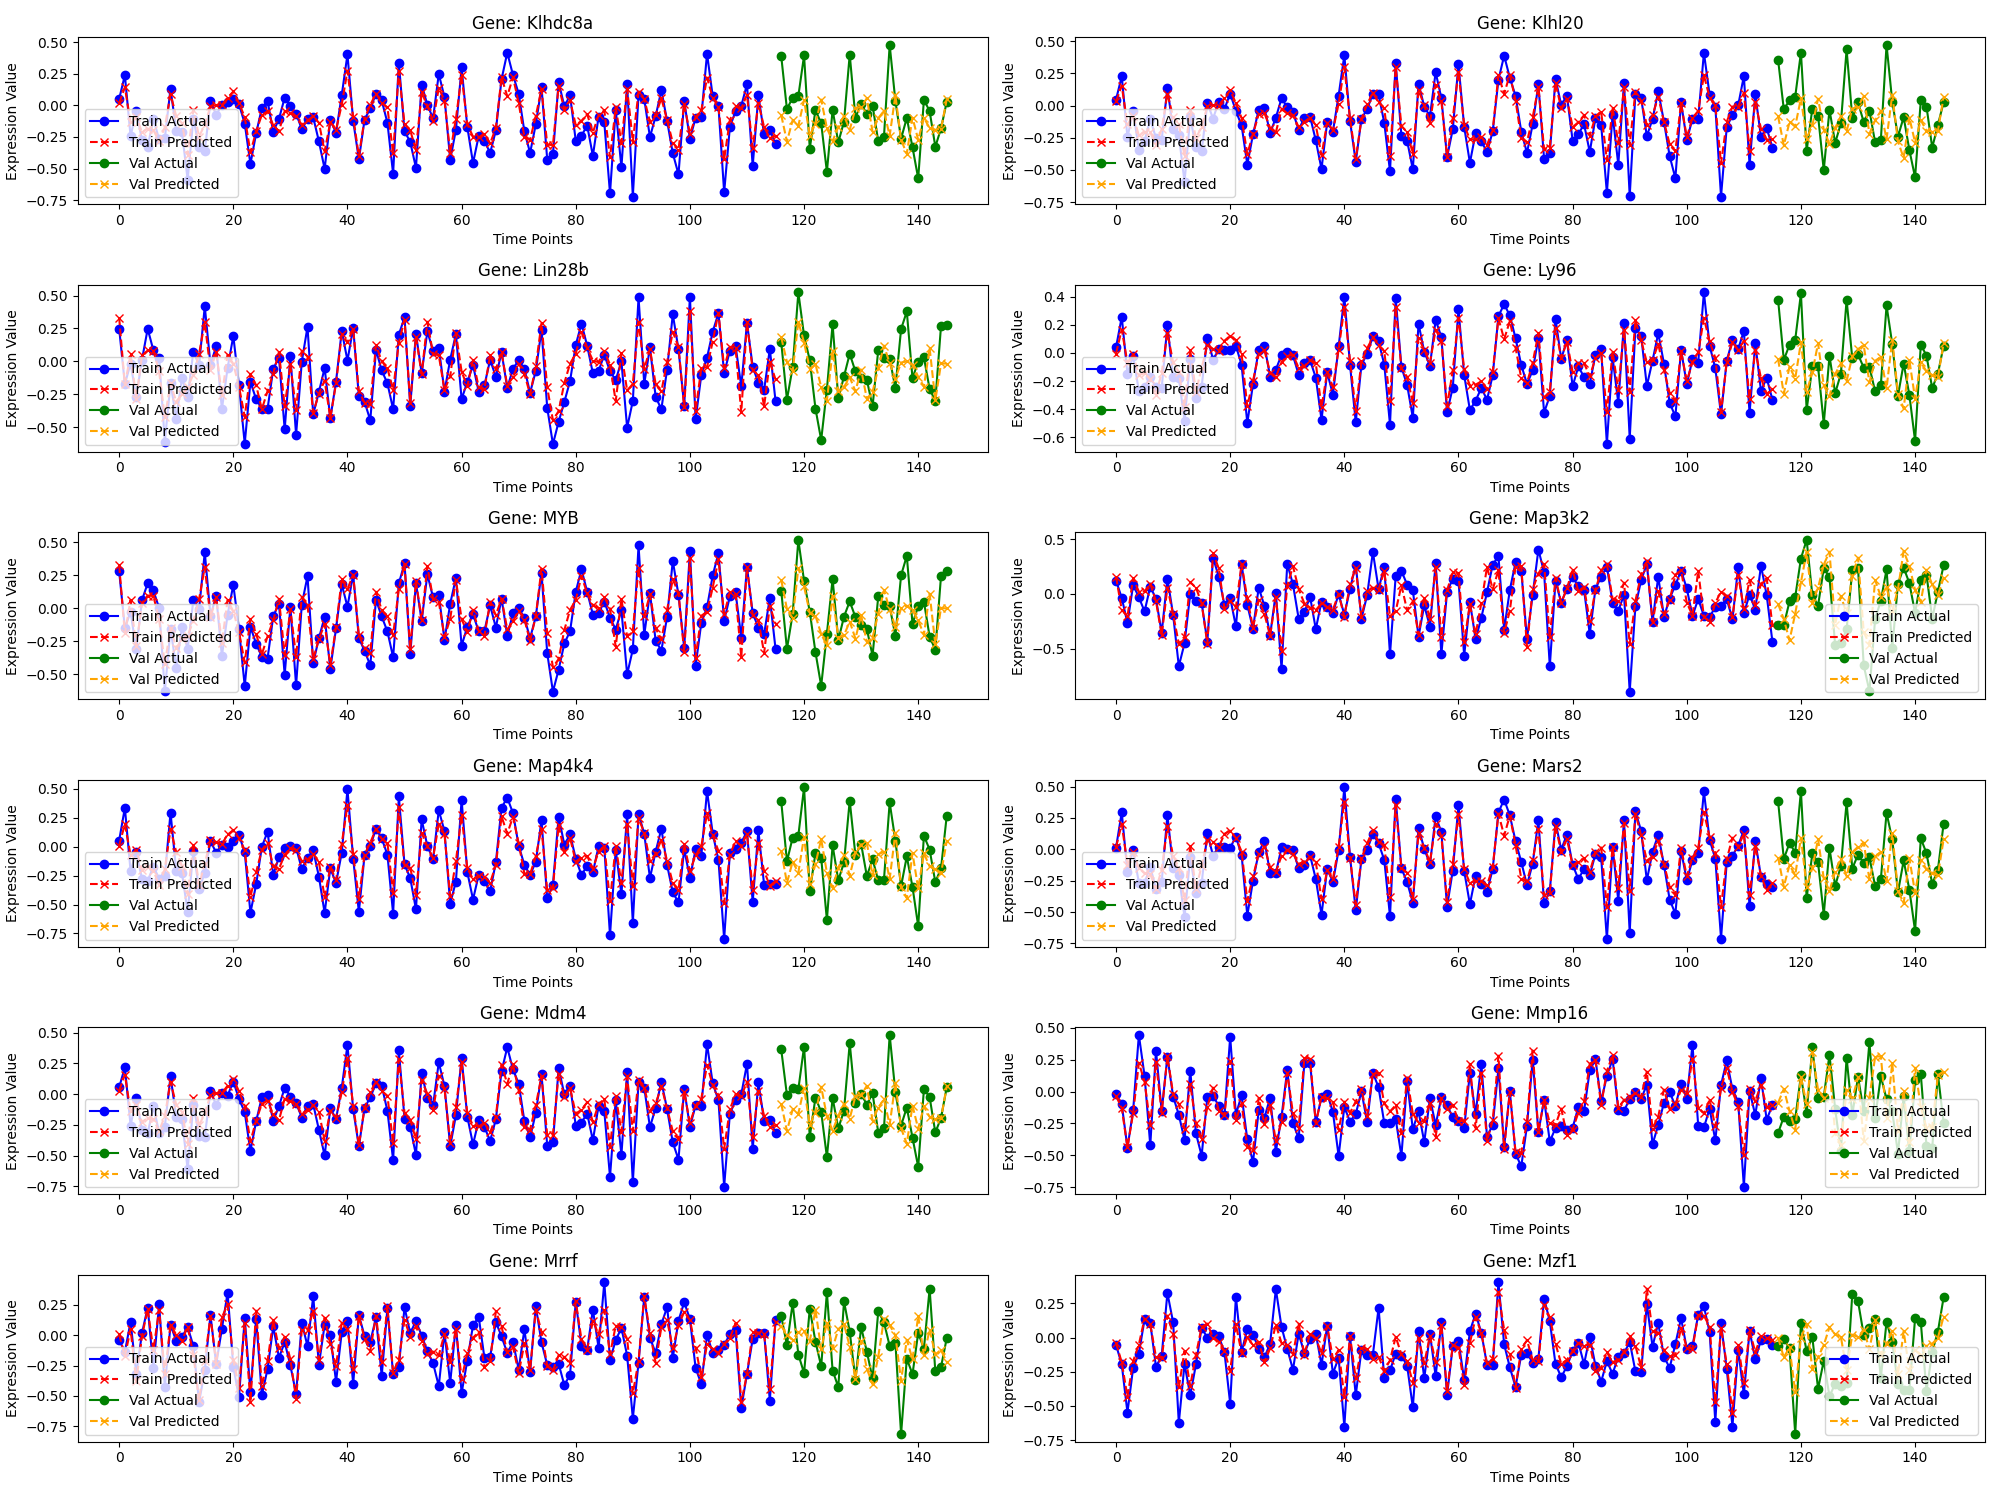 Gene: Klhdc8a
Expression Value
0.50
0.25
0.00
−0.25
−0.50
−0.75
Train Actual
Train Predicted
Val Actual
Val Predicted
0 20 40 60 80 100 120 140
Time Points
Gene: Klhl20
Expression Value
0.50
0.25
0.00
−0.25
−0.50
−0.75
Train Actual
Train Predicted
Val Actual
Val Predicted
0 20 40 60 80 100 120 140
Time Points
Gene: Lin28b
Expression Value
0.50
0.25
0.00
−0.25
−0.50
Train Actual
Train Predicted
Val Actual
Val Predicted
0 20 40 60 80 100 120 140
Time Points
Gene: Ly96
Expression Value
0.4
0.2
0.0
−0.2
−0.4
−0.6
Train Actual
Train Predicted
Val Actual
Val Predicted
0 20 40 60 80 100 120 140
Time Points
Gene: MYB
Expression Value
0.50
0.25
0.00
−0.25
−0.50
Train Actual
Train Predicted
Val Actual
Val Predicted
0 20 40 60 80 100 120 140
Time Points
Gene: Map3k2
Expression Value
0.5
0.0
−0.5
Train Actual
Train Predicted
Val Actual
Val Predicted
0 20 40 60 80 100 120 140
Time Points
Gene: Map4k4
Expression Value
0.50
0.25
0.00
−0.25
−0.50
−0.75
Train Actual
Train Predicted
Val Actual
Val Predicted
0 20 40 60 80 100 120 140
Time Points
Gene: Mars2
Expression Value
0.50
0.25
0.00
−0.25
−0.50
−0.75
Train Actual
Train Predicted
Val Actual
Val Predicted
0 20 40 60 80 100 120 140
Time Points
Gene: Mdm4
Expression Value
0.50
0.25
0.00
−0.25
−0.50
−0.75
Train Actual
Train Predicted
Val Actual
Val Predicted
0 20 40 60 80 100 120 140
Time Points
Gene: Mmp16
Expression Value
0.50
0.25
0.00
−0.25
−0.50
−0.75
Train Actual
Train Predicted
Val Actual
Val Predicted
0 20 40 60 80 100 120 140
Time Points
Gene: Mrrf
Expression Value
0.25
0.00
−0.25
−0.50
−0.75
Train Actual
Train Predicted
Val Actual
Val Predicted
0 20 40 60 80 100 120 140
Time Points
Gene: Mzf1
Expression Value
0.25
0.00
−0.25
−0.50
−0.75
Train Actual
Train Predicted
Val Actual
Val Predicted
0 20 40 60 80 100 120 140
Time Points